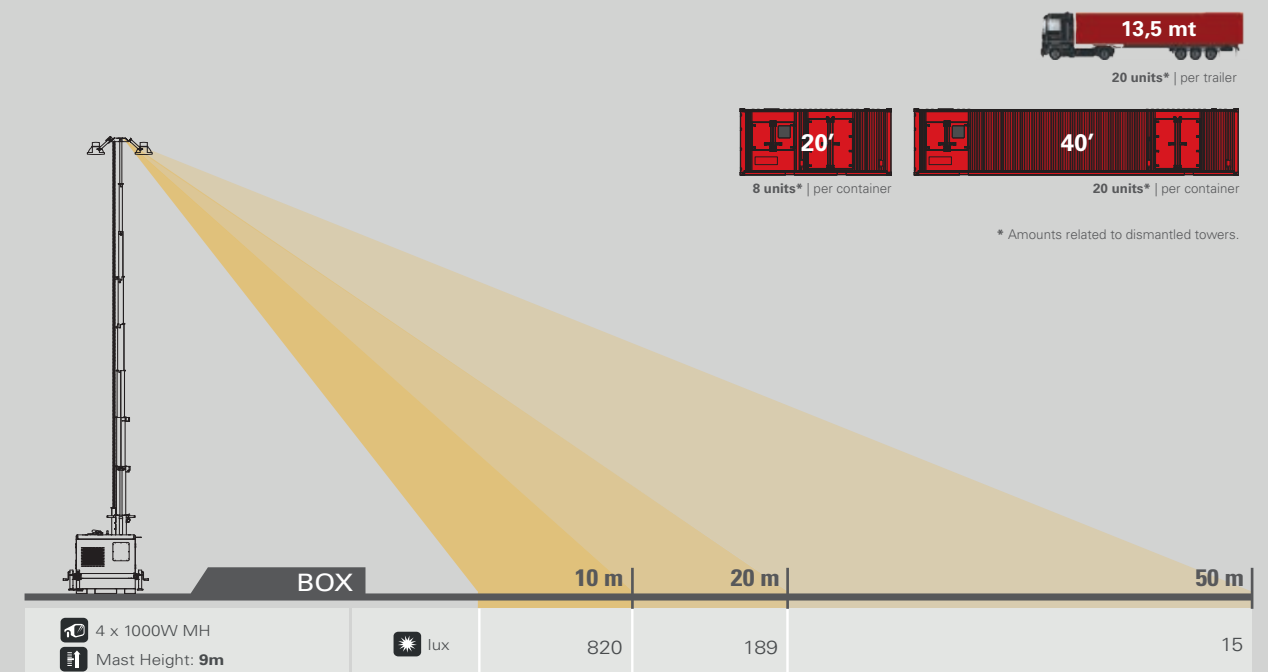 13,5 mt
20 units* | per trailer
20′
40′
8 units* | per container
20 units* | per container
* Amounts related to dismantled towers.
BOX
10 m
20 m
50 m
4 x 1000W MH
Mast Height: 9m
lux
820
189
15